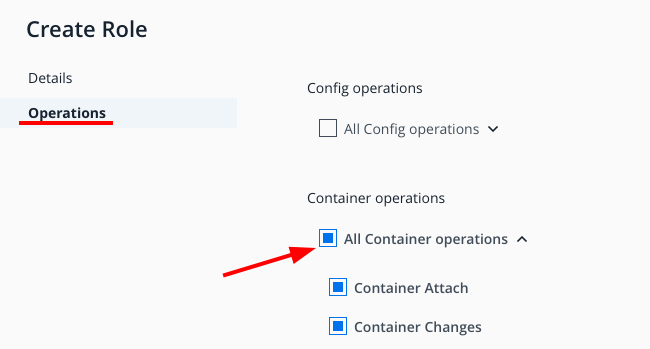 Create Role
Details
Operations
Config operations
All Config operations
Container operations
All Container operations
Container Attach
Container Changes